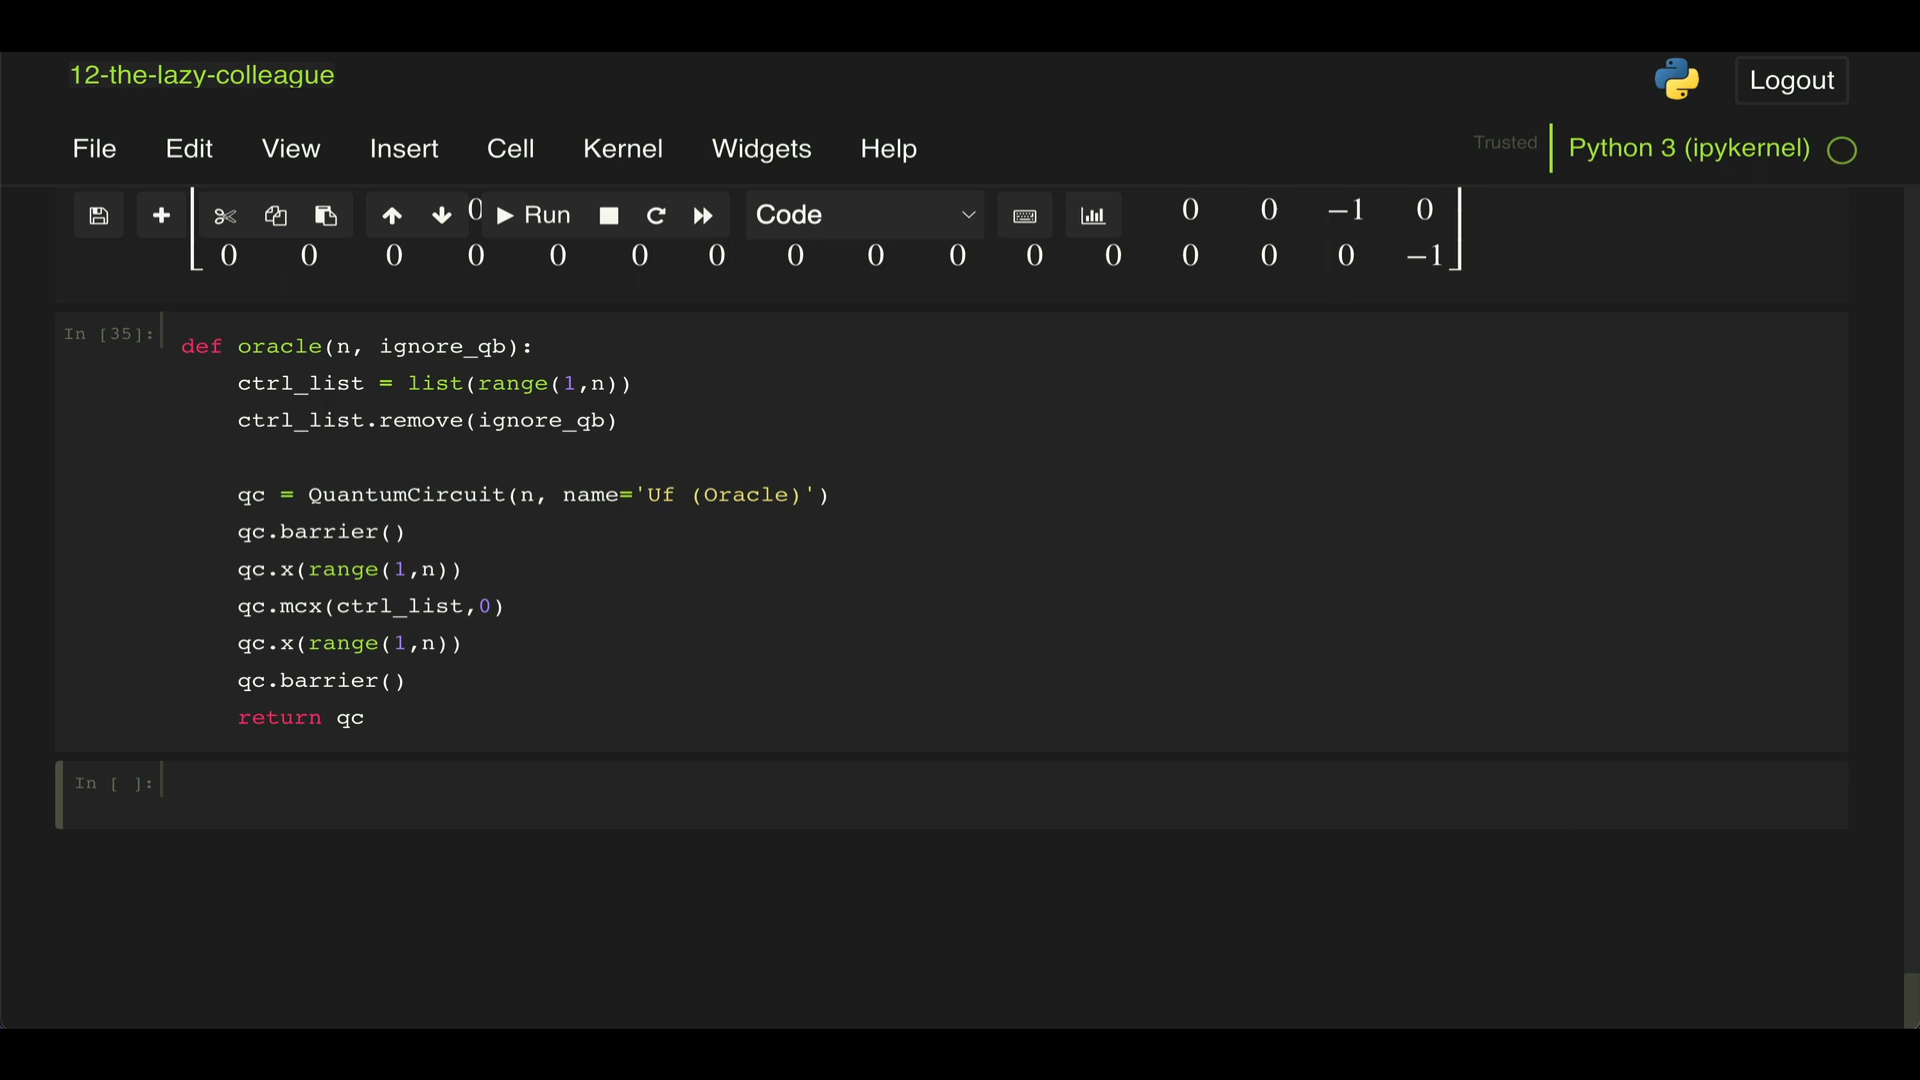 12-the-lazy-colleague
Logout
File Edit View Insert Cell Kernel Widgets Help
Trusted Python 3 (ipykernel)
0 Run Code 0 0 −1 0
0 0 0 0 0 0 0 0 0 0 0 0 0 0 0 −1
In [35]:
def oracle(n, ignore_qb):
    ctrl_list = list(range(1,n))
    ctrl_list.remove(ignore_qb)
    qc = QuantumCircuit(n, name='Uf (Oracle)')
    qc.barrier()
    qc.x(range(1,n))
    qc.mcx(ctrl_list,0)
    qc.x(range(1,n))
    qc.barrier()
    return qc
In [ ]: